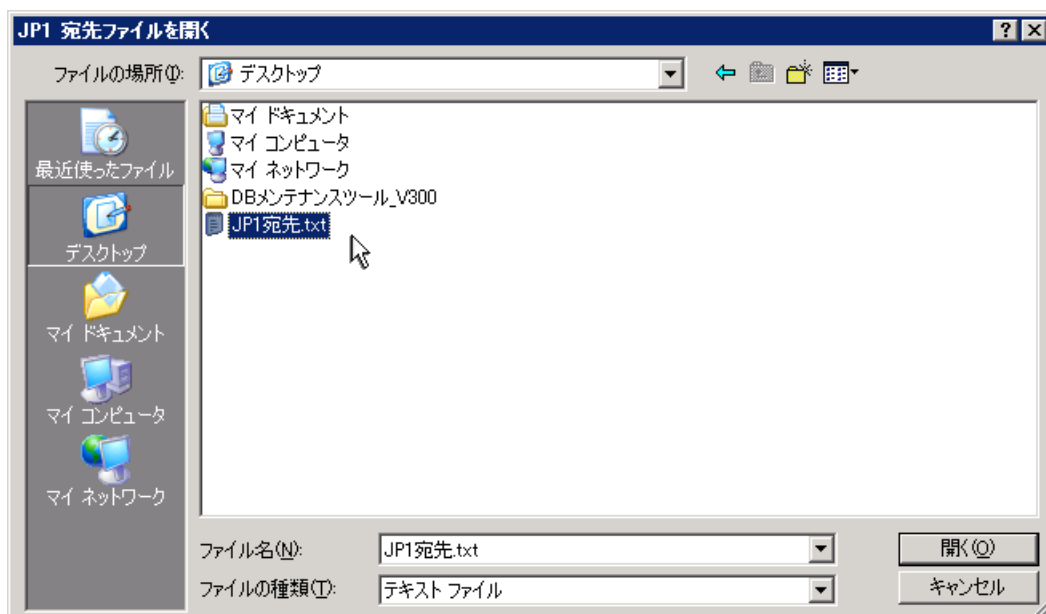 JP1 宛先ファイルを開く
ファイルの場所(I):
デスクトップ
最近使ったファイル
デスクトップ
マイ ドキュメント
マイ コンピュータ
マイ ネットワーク
マイ ドキュメント
マイ コンピュータ
マイ ネットワーク
DBメンテナンスツール_V300
JP1宛先.txt
ファイル名(N):
JP1宛先.txt
開く(O)
ファイルの種類(T):
テキスト ファイル
キャンセル